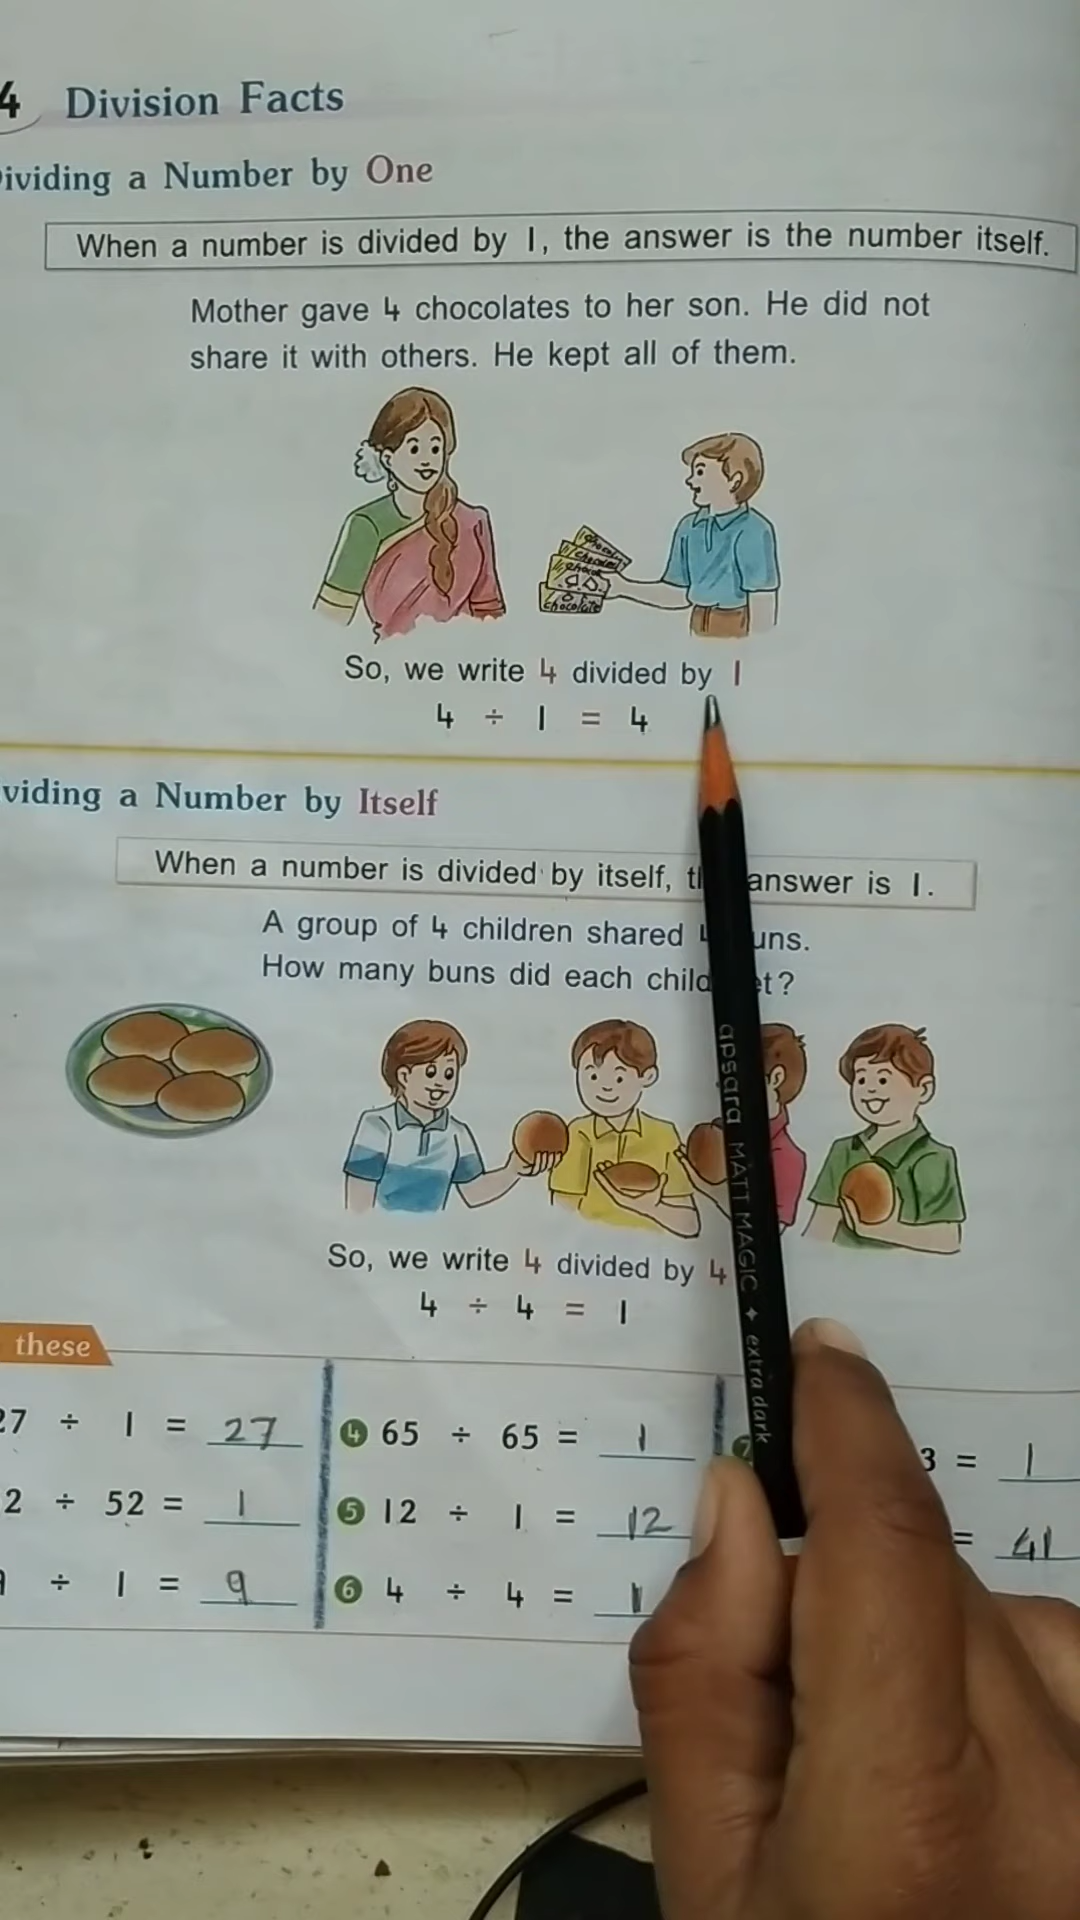 4 Division Facts
ividing a Number by One
When a number is divided by 1, the answer is the number itself.
Mother gave 4 chocolates to her son. He did not
share it with others. He kept all of them.
chocolate
So, we write 4 divided by 1
4 ÷ 1 = 4
viding a Number by Itself
When a number is divided by itself, answer is 1.
A group of 4 children shared uns.
How many buns did each child
So, we write 4 divided by 4
4 ÷ 4 = 1
these
27 ÷ 1 = 27
4 65 ÷ 65 = 1
7 3 = 1
2 ÷ 52 = 1
5 12 ÷ 1 = 12
= 41
÷ 1 = 9
6 4 ÷ 4 = 1
apsara MATT MAGIC + extra dark